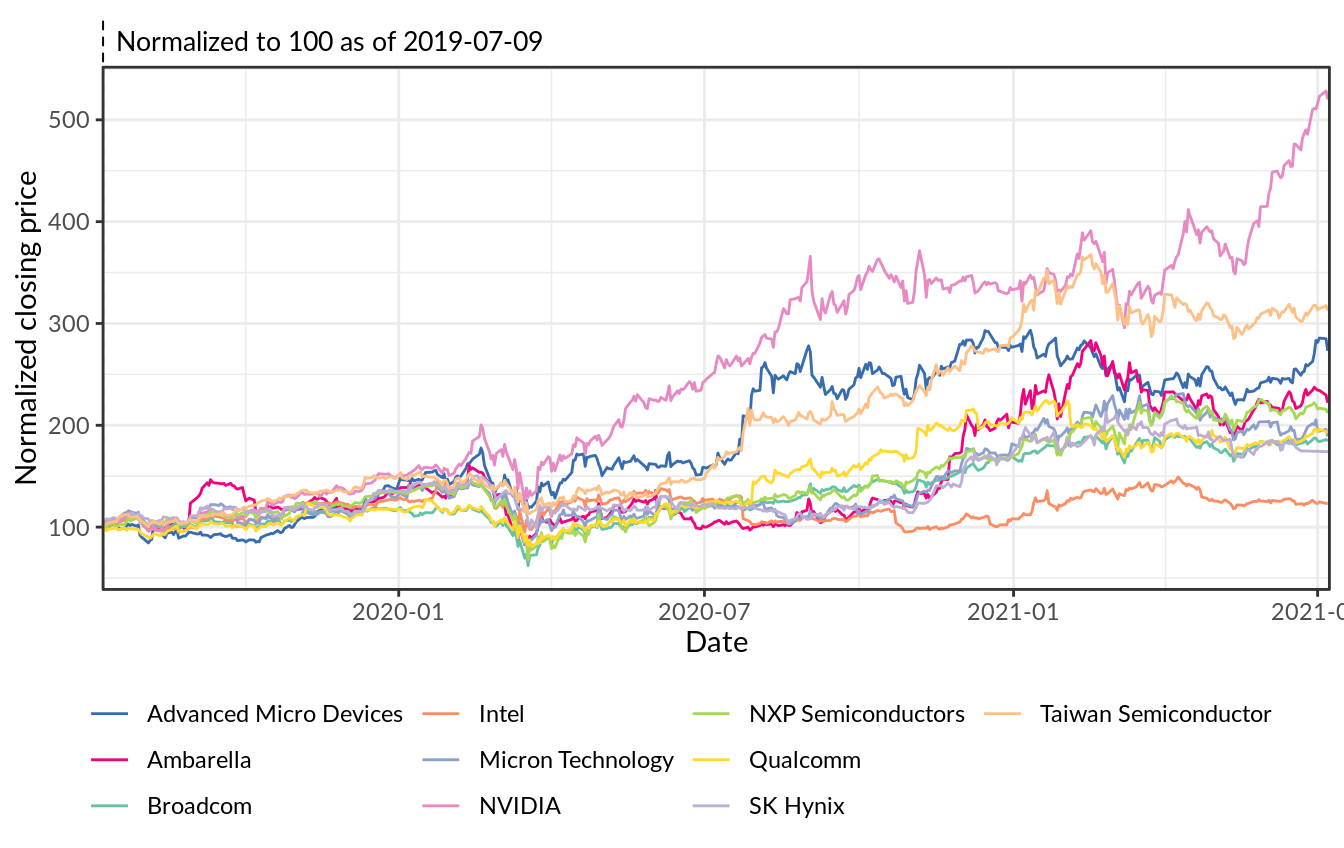 Normalized to 100 as of 2019-07-09
Normalized closing price
500
400
300
200
100
2020-01 2020-07 2021-01 2021-0
Date
Advanced Micro Devices Intel NXP Semiconductors Taiwan Semiconductor
Ambarella Micron Technology Qualcomm
Broadcom NVIDIA SK Hynix